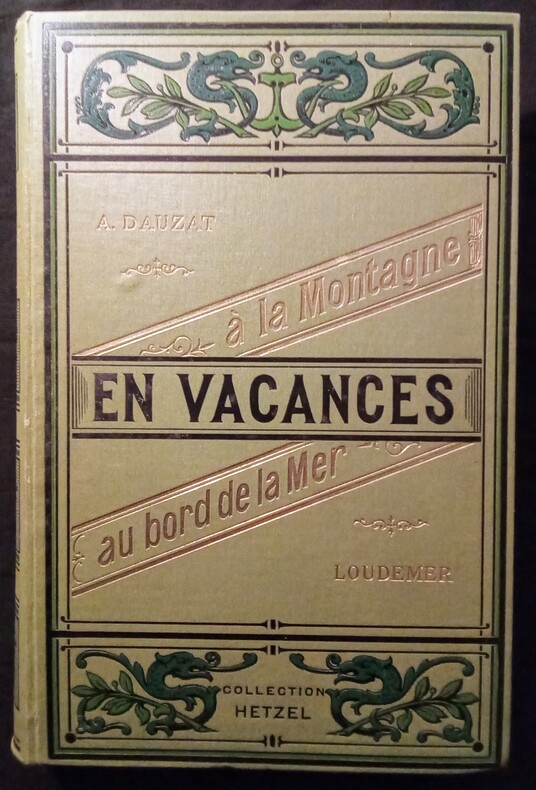 A. DAUZAT
à la Montagne
EN VACANCES
au bord de la Mer
LOUDEMER
COLLECTION
HETZEL